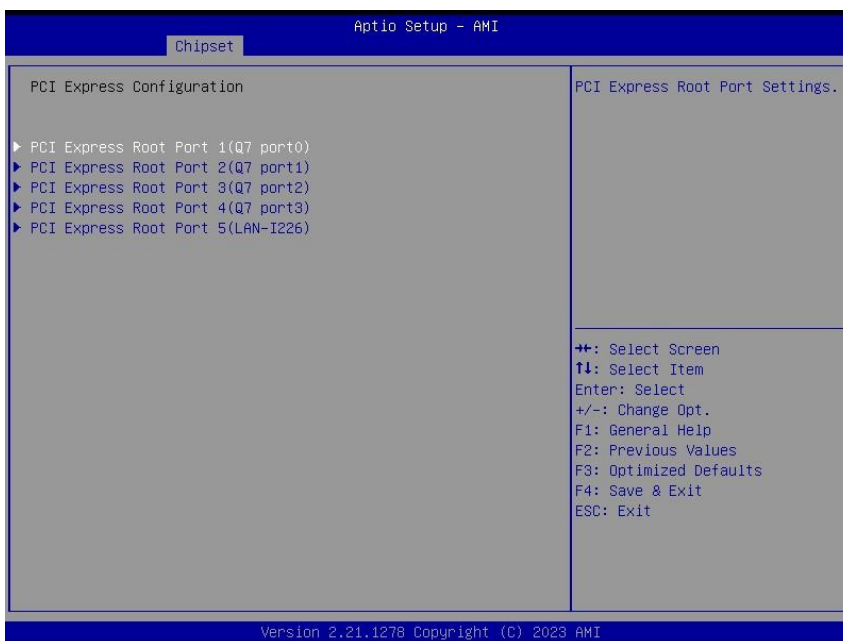 Aptio Setup – AMI
Chipset
PCI Express Configuration
PCI Express Root Port 1(Q7 port0)
PCI Express Root Port 2(Q7 port1)
PCI Express Root Port 3(Q7 port2)
PCI Express Root Port 4(Q7 port3)
PCI Express Root Port 5(LAN-I226)
PCI Express Root Port Settings.
→←: Select Screen
↑↓: Select Item
Enter: Select
+/-: Change Opt.
F1: General Help
F2: Previous Values
F3: Optimized Defaults
F4: Save & Exit
ESC: Exit
Version 2.21.1278 Copyright (C) 2023 AMI